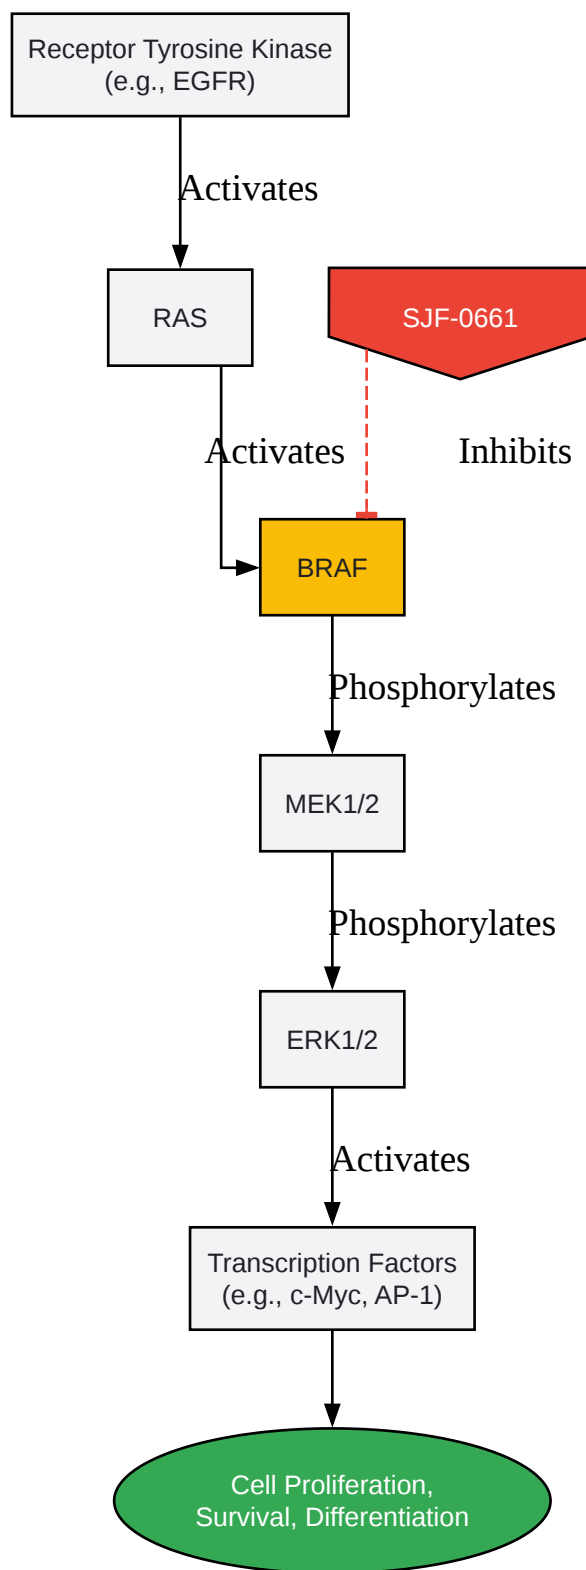 Receptor Tyrosine Kinase
(e.g., EGFR)
Activates
RAS
SJF-0661
Activates
Inhibits
BRAF
Phosphorylates
MEK1/2
Phosphorylates
ERK1/2
Activates
Transcription Factors
(e.g., c-Myc, AP-1)
Cell Proliferation,
Survival, Differentiation